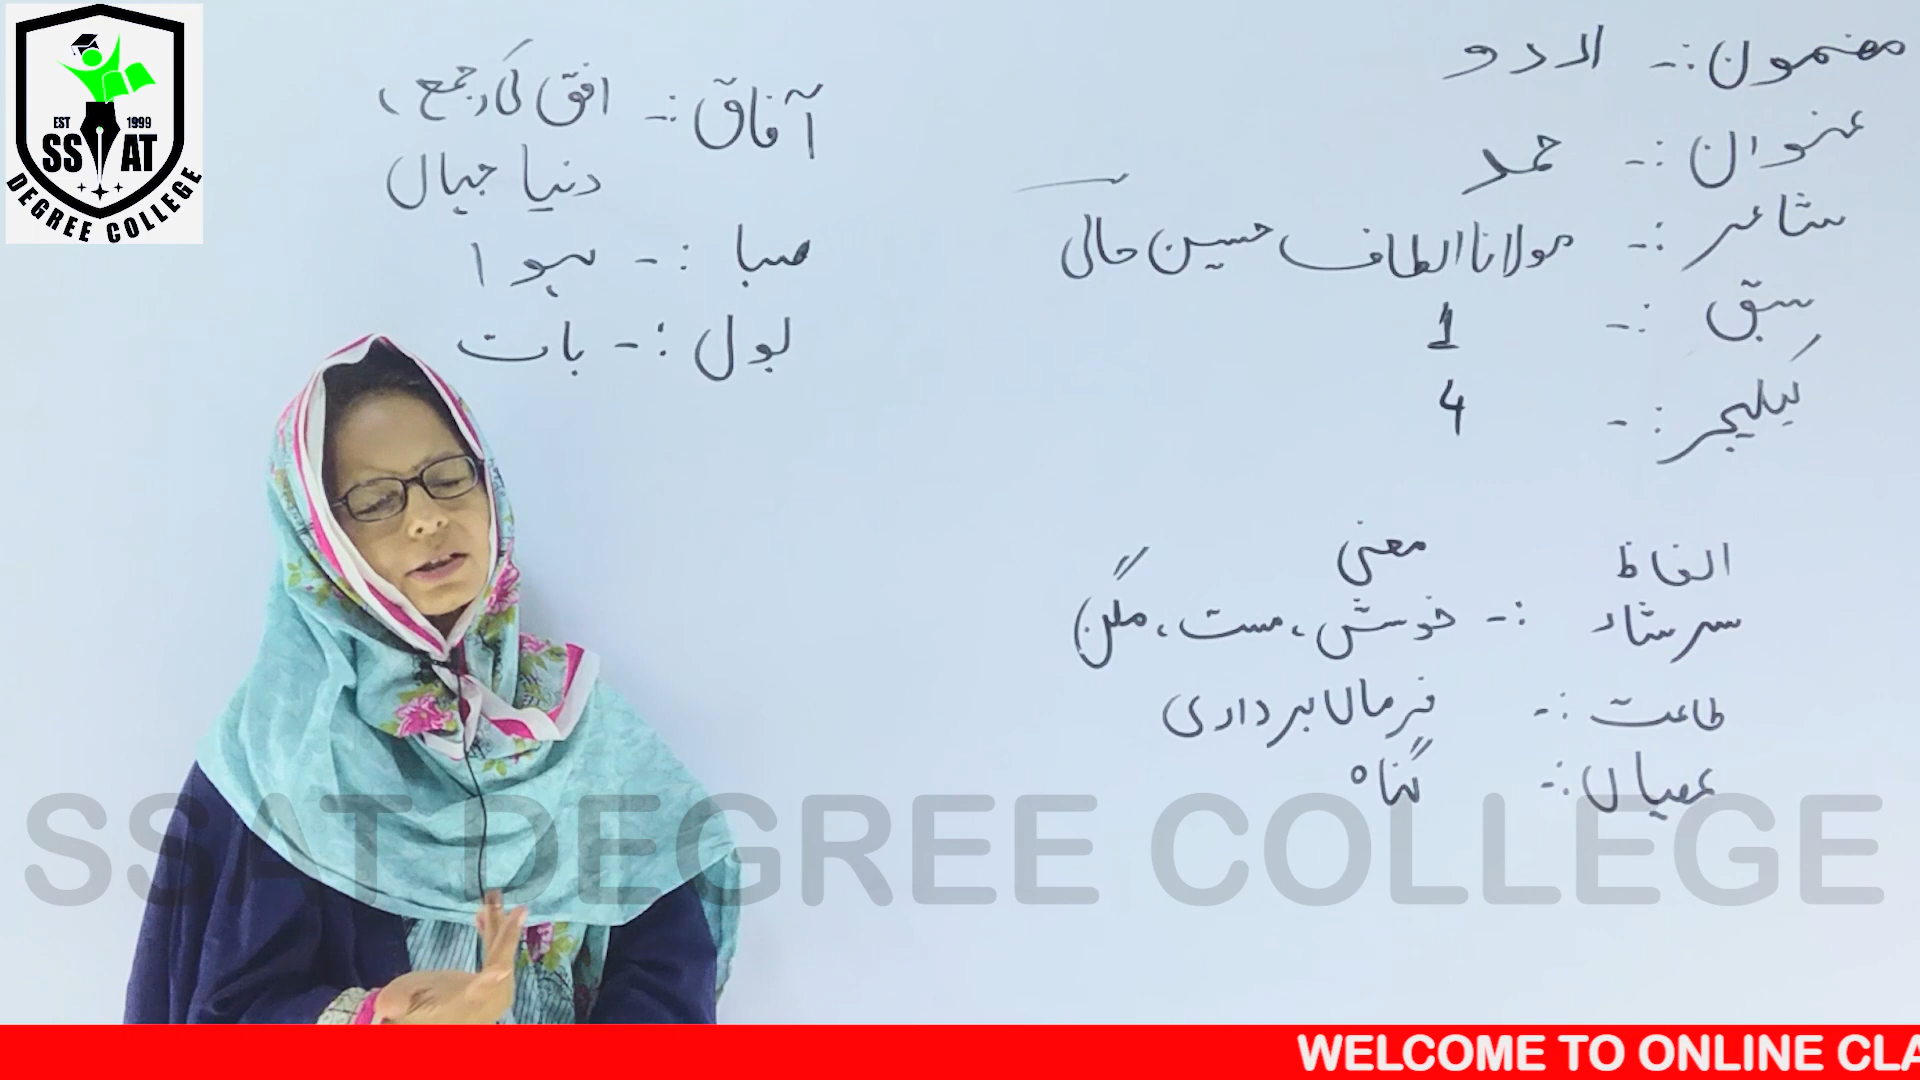 مضمون :- اردو
عنوان :- حمد
شاعر :- مولانا الطاف حسین حالی
سبق :- 1
لیکچر :- 4
الفاظ معنی
سرشار :- خوش، مست، مگن
طاعت :- فرماں برداری
عصیاں :- گناہ
آفاق :- افق کی جمع،
دنیا جہاں
صبا :- ہوا
بول :- بات
EST 1999
SSAT
DEGREE COLLEGE
SSAT DEGREE COLLEGE
WELCOME TO ONLINE CLA